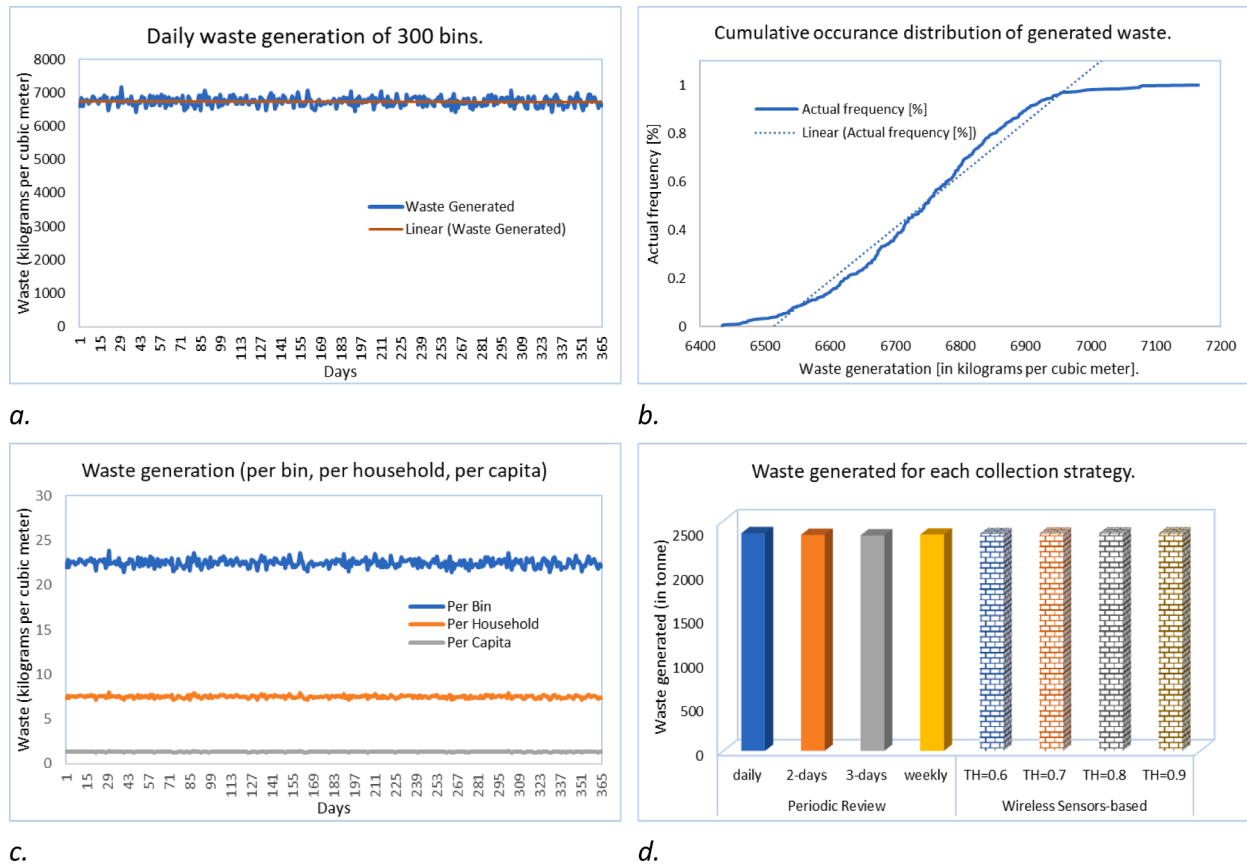 Daily waste generation of 300 bins.
Waste (kilograms per cubic meter)
8000
7000
6000
5000
4000
3000
2000
1000
0
Waste Generated
Linear (Waste Generated)
1 15 29 43 57 71 85 99 113 127 141 155 169 183 197 211 225 239 253 267 281 295 309 323 337 351 365
Days
a.
Cumulative occurance distribution of generated waste.
Actual frequency [%]
1
0.8
0.6
0.4
0.2
0
Actual frequency [%]
Linear (Actual frequency [%])
6400 6500 6600 6700 6800 6900 7000 7100 7200
Waste generatation [in kilograms per cubic meter].
b.
Waste generation (per bin, per household, per capita)
Waste (kilograms per cubic meter)
30
25
20
15
10
5
0
Per Bin
Per Household
Per Capita
1 15 29 43 57 71 85 99 113 127 141 155 169 183 197 211 225 239 253 267 281 295 309 323 337 351 365
Days
c.
Waste generated for each collection strategy.
Waste generated (in tonne)
2500
2000
1500
1000
500
0
daily 2-days 3-days weekly TH=0.6 TH=0.7 TH=0.8 TH=0.9
Periodic Review Wireless Sensors-based
d.